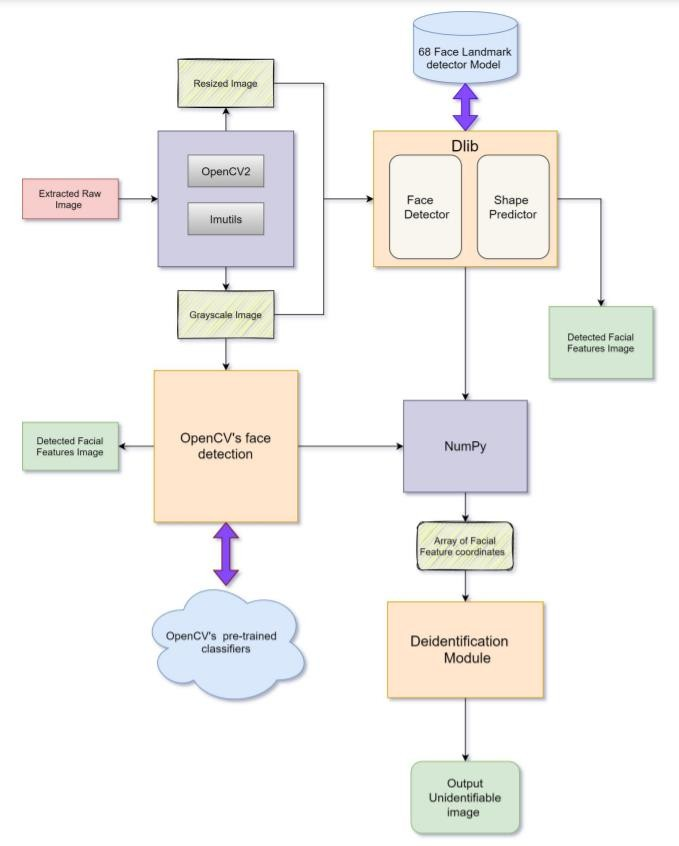 68 Face Landmark
detector Model
Resized Image
Dlib
OpenCV2
Face
Detector
Shape
Predictor
Extracted Raw
Image
Imutils
Grayscale Image
Detected Facial
Features Image
OpenCV's face
detection
Detected Facial
Features Image
NumPy
Array of Facial
Feature coordinates
OpenCV's pre-trained
classifiers
Deidentification
Module
Output
Unidentifiable
image